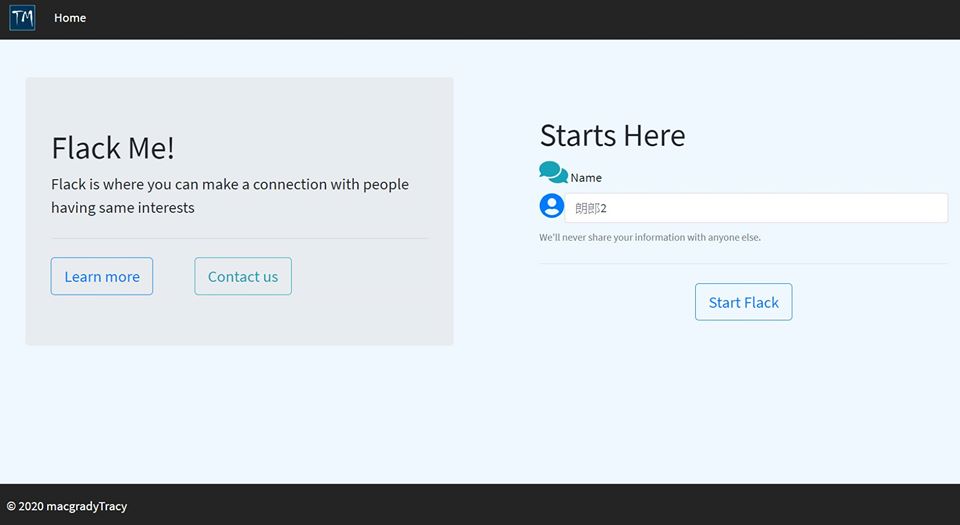 TM
Home
Flack Me!
Flack is where you can make a connection with people
having same interests
Learn more
Contact us
Starts Here
Name
朗郎2
We'll never share your information with anyone else.
Start Flack
© 2020 macgradyTracy